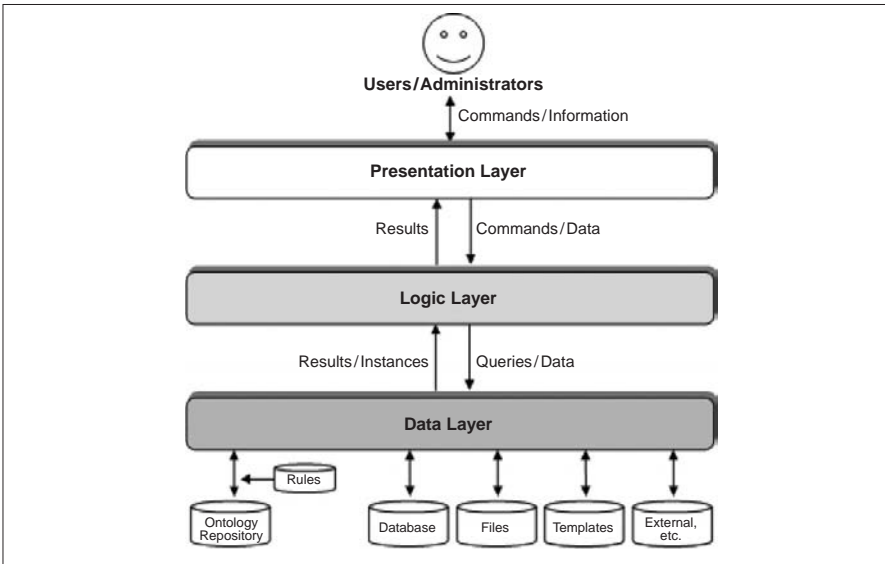 Users/Administrators
Commands/Information
Presentation Layer
Results
Commands/Data
Logic Layer
Results/Instances
Queries/Data
Data Layer
Rules
Ontology
Repository
Database
Files
Templates
External,
etc.